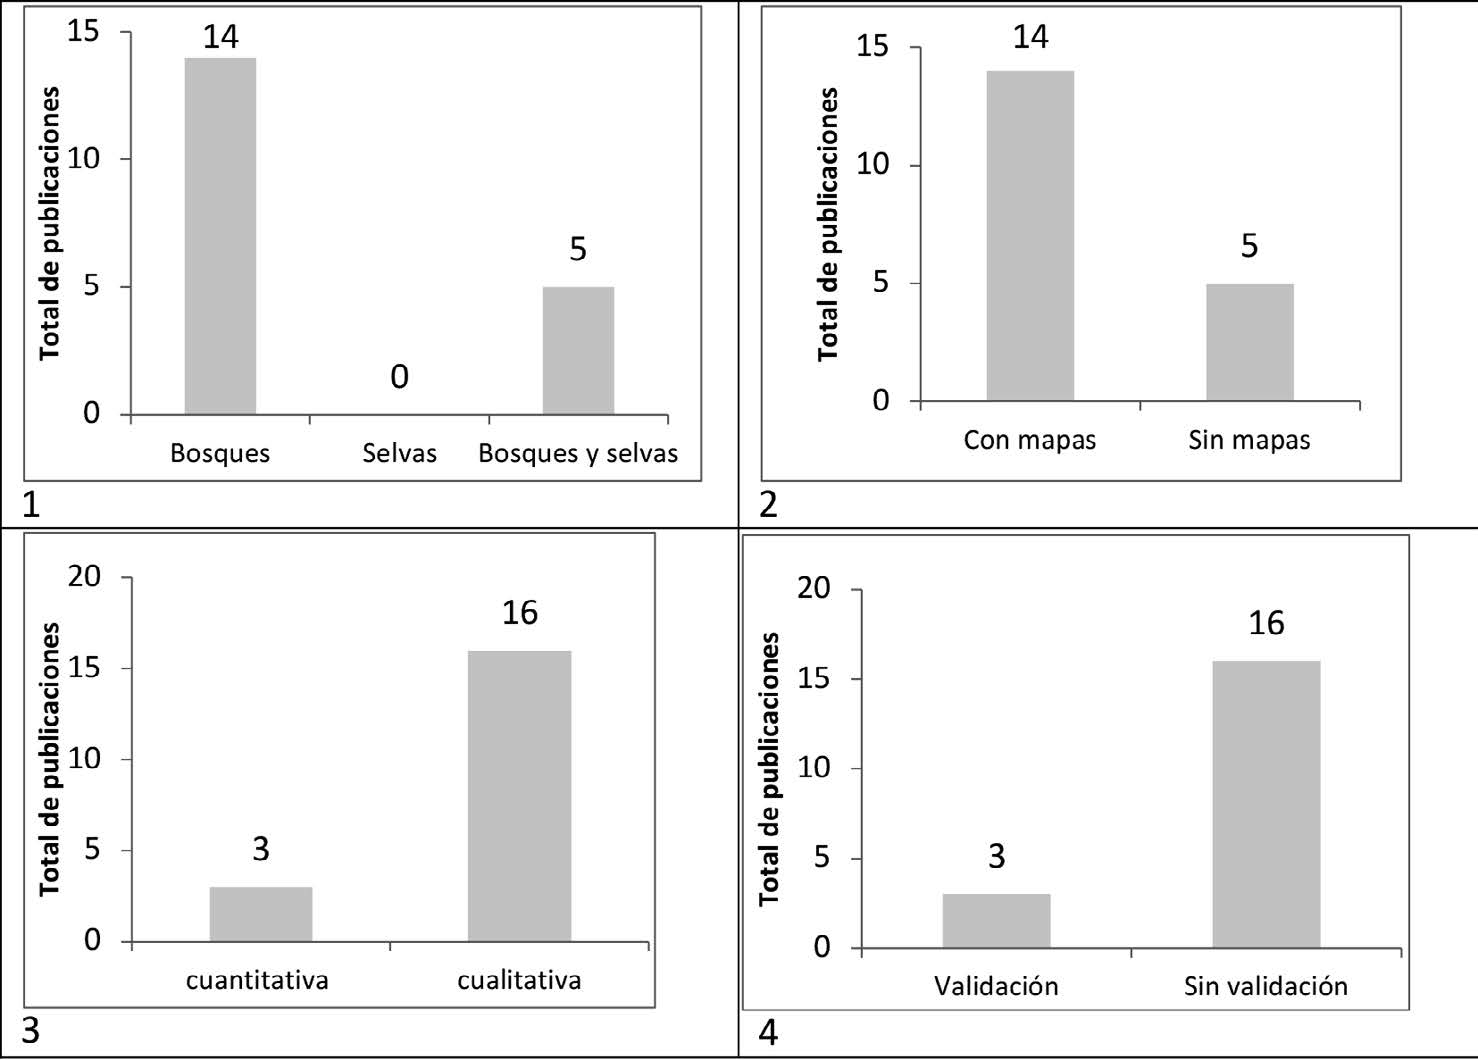 Total de publicaciones
15
10
5
0
14
0
5
Bosques
Selvas
Bosques y selvas
1
Total de publicaciones
15
10
5
0
14
5
Con mapas
Sin mapas
2
Total de publicaciones
20
15
10
5
0
3
16
cuantitativa
cualitativa
3
Total de publicaciones
20
15
10
5
0
3
16
Validación
Sin validación
4